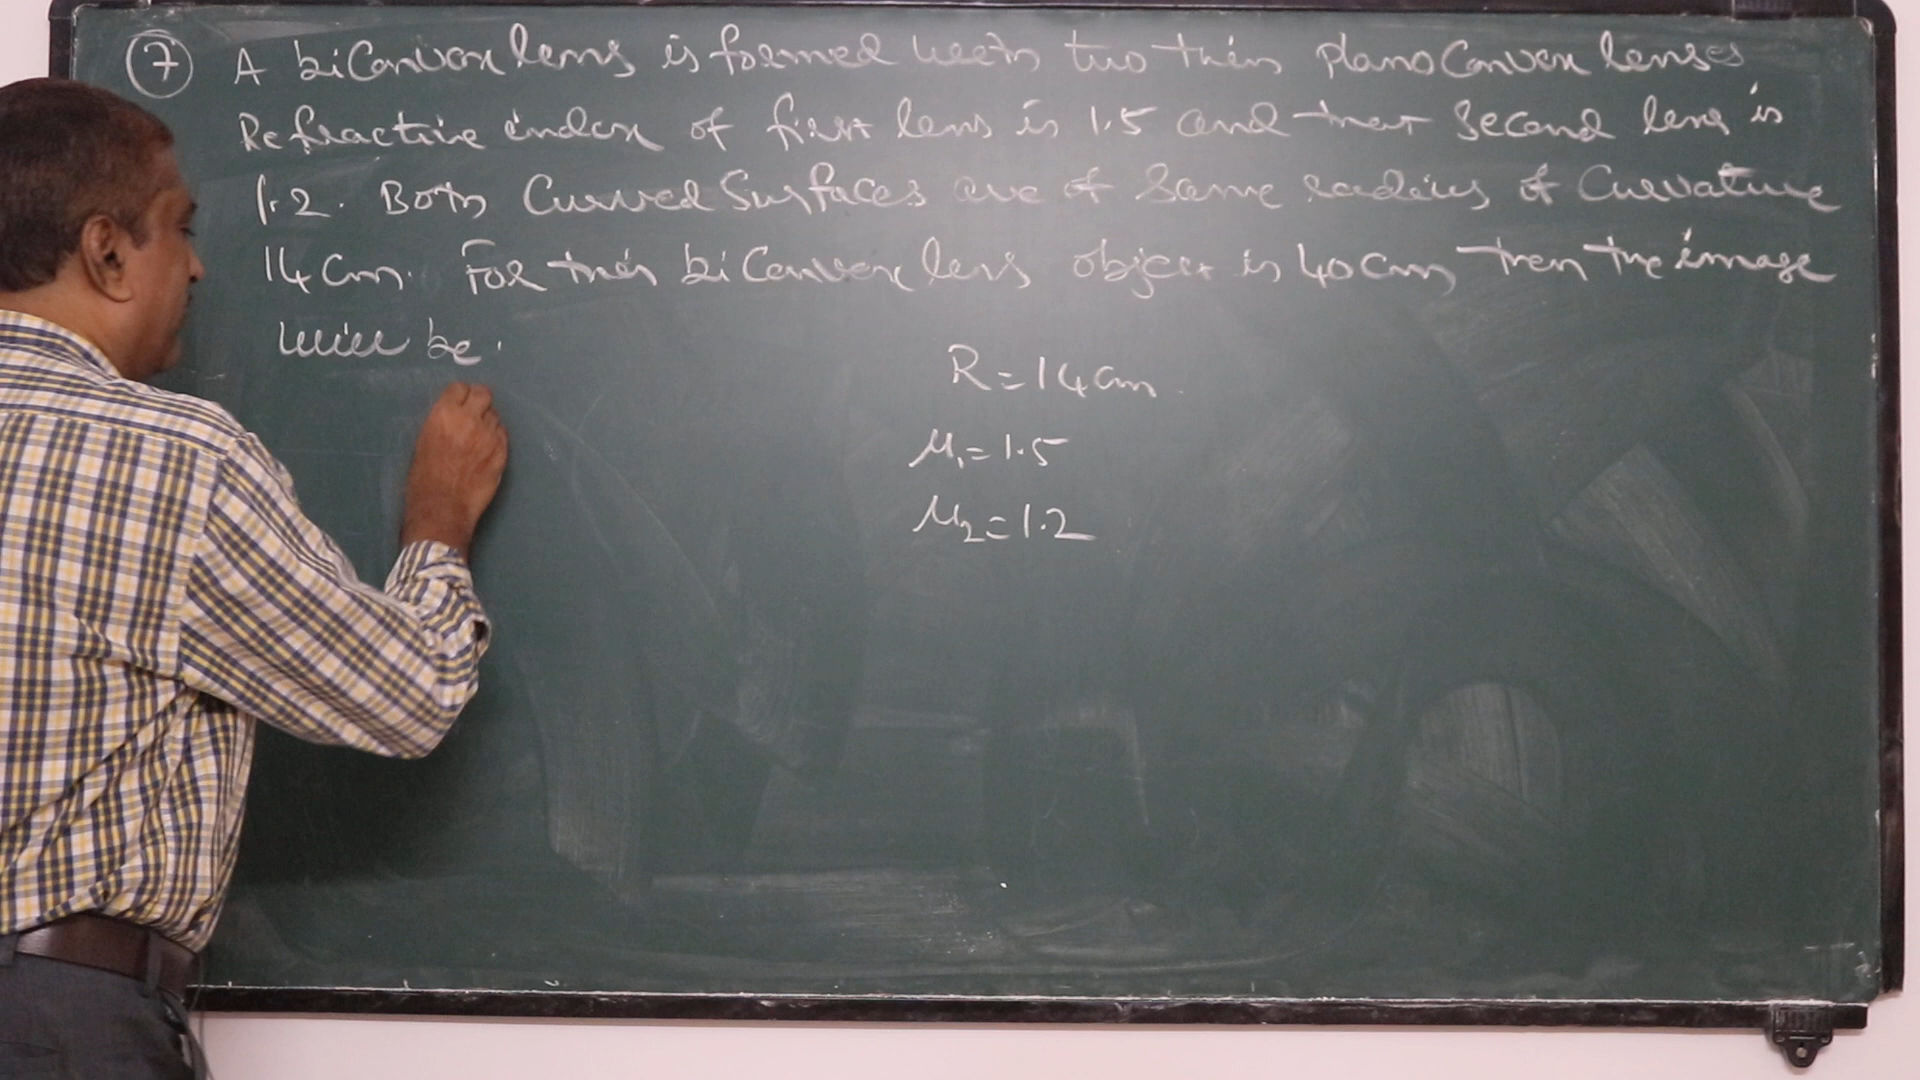 7 A biConvex lens is formed with two thin planoConvex lenses
Refractive index of first lens is 1.5 and that Second lens is
1.2. Both Curved Surfaces are of Same radius of Curvature
14 Cm. For this bi Convex lens object is 40 cm then the image
will be.
R = 14 cm.
μ1 = 1.5
μ2 = 1.2